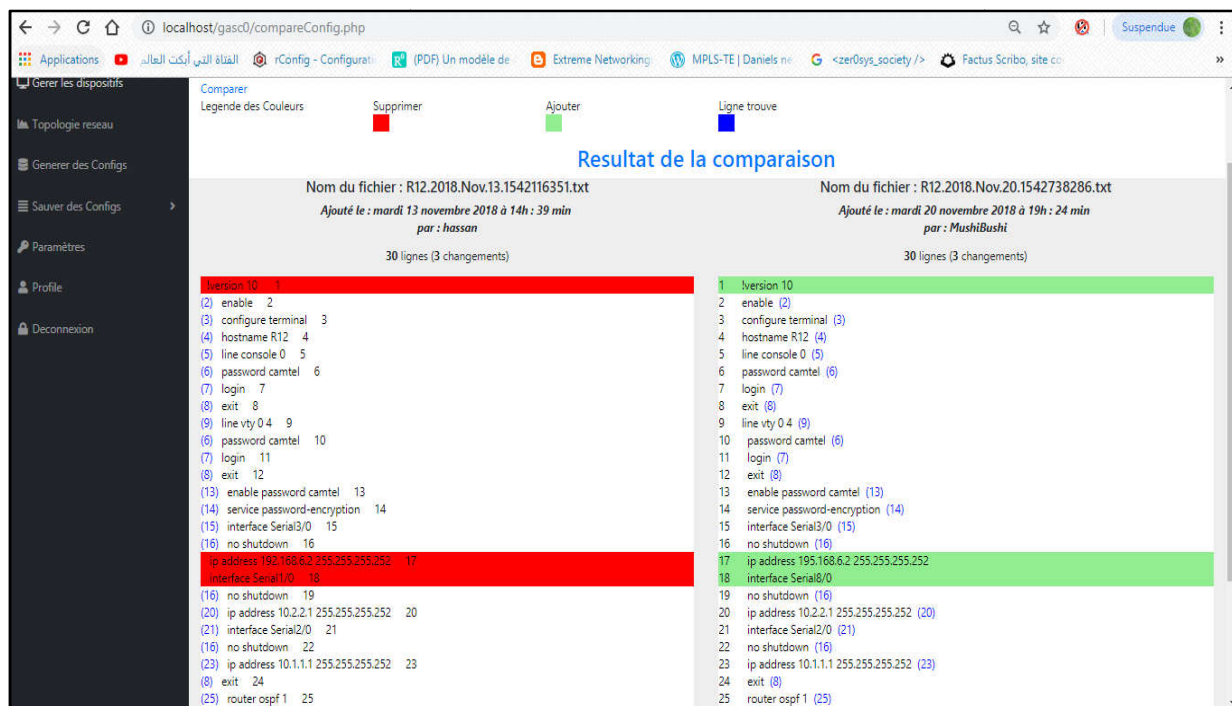 localhost/gasc0/compareConfig.php
Suspendue
Applications
الفتاة التي أبكت العالم
rConfig - Configurati
(PDF) Un modèle de
Extreme Networking
MPLS-TE | Daniels ne
<zer0sys_society />
Factus Scribo, site co
»
Gerer les dispositifs
Topologie reseau
Generer des Configs
Sauver des Configs
Paramètres
Profile
Deconnexion
Comparer
Legende des Couleurs Supprimer Ajouter Ligne trouve
Resultat de la comparaison
Nom du fichier : R12.2018.Nov.13.1542116351.txt
Ajouté le : mardi 13 novembre 2018 à 14h : 39 min
par : hassan
30 lignes (3 changements)
!version 10 1
(2) enable 2
(3) configure terminal 3
(4) hostname R12 4
(5) line console 0 5
(6) password camtel 6
(7) login 7
(8) exit 8
(9) line vty 0 4 9
(6) password camtel 10
(7) login 11
(8) exit 12
(13) enable password camtel 13
(14) service password-encryption 14
(15) interface Serial3/0 15
(16) no shutdown 16
ip address 192.168.6.2 255.255.255.252 17
interface Serial1/0 18
(16) no shutdown 19
(20) ip address 10.2.2.1 255.255.255.252 20
(21) interface Serial2/0 21
(16) no shutdown 22
(23) ip address 10.1.1.1 255.255.255.252 23
(8) exit 24
(25) router ospf 1 25
Nom du fichier : R12.2018.Nov.20.1542738286.txt
Ajouté le : mardi 20 novembre 2018 à 19h : 24 min
par : MushiBushi
30 lignes (3 changements)
1 !version 10
2 enable (2)
3 configure terminal (3)
4 hostname R12 (4)
5 line console 0 (5)
6 password camtel (6)
7 login (7)
8 exit (8)
9 line vty 0 4 (9)
10 password camtel (6)
11 login (7)
12 exit (8)
13 enable password camtel (13)
14 service password-encryption (14)
15 interface Serial3/0 (15)
16 no shutdown (16)
17 ip address 195.168.6.2 255.255.255.252
18 interface Serial8/0
19 no shutdown (16)
20 ip address 10.2.2.1 255.255.255.252 (20)
21 interface Serial2/0 (21)
22 no shutdown (16)
23 ip address 10.1.1.1 255.255.255.252 (23)
24 exit (8)
25 router ospf 1 (25)